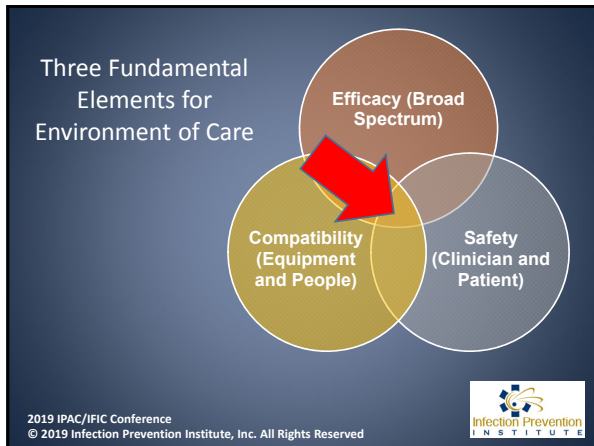 Three Fundamental
Elements for
Environment of Care
Efficacy (Broad
Spectrum)
Compatibility
(Equipment
and People)
Safety
(Clinician and
Patient)
2019 IPAC/IFIC Conference
© 2019 Infection Prevention Institute, Inc. All Rights Reserved
Infection Prevention
INSTITUTE